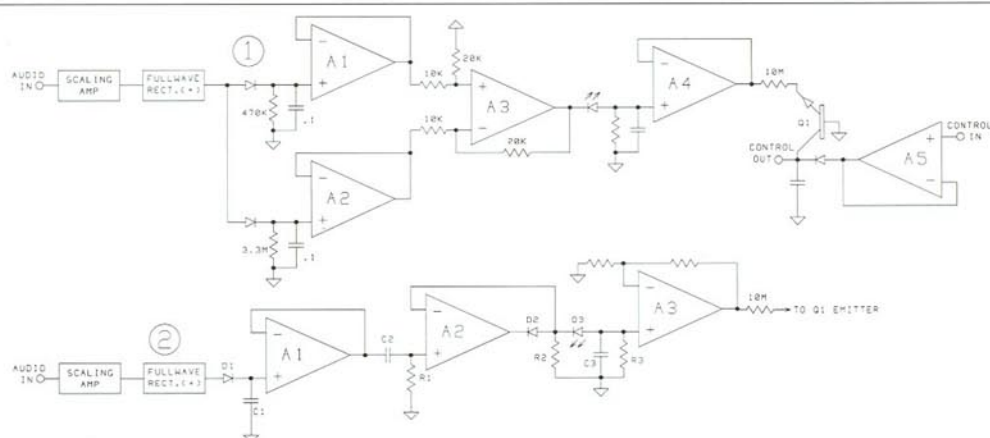 ①
AUDIO IN
SCALING AMP
FULLWAVE RECT.(+)
470K
.1
A1
10K
20K
A3
A4
10M
Q1
10K
20K
A2
3.3M
.1
CONTROL OUT
A5
CONTROL IN
②
AUDIO IN
SCALING AMP
FULLWAVE RECT.(+)
D1
C1
A1
C2
R1
A2
D2
D3
R2
C3
R3
A3
10M
TO Q1 EMITTER